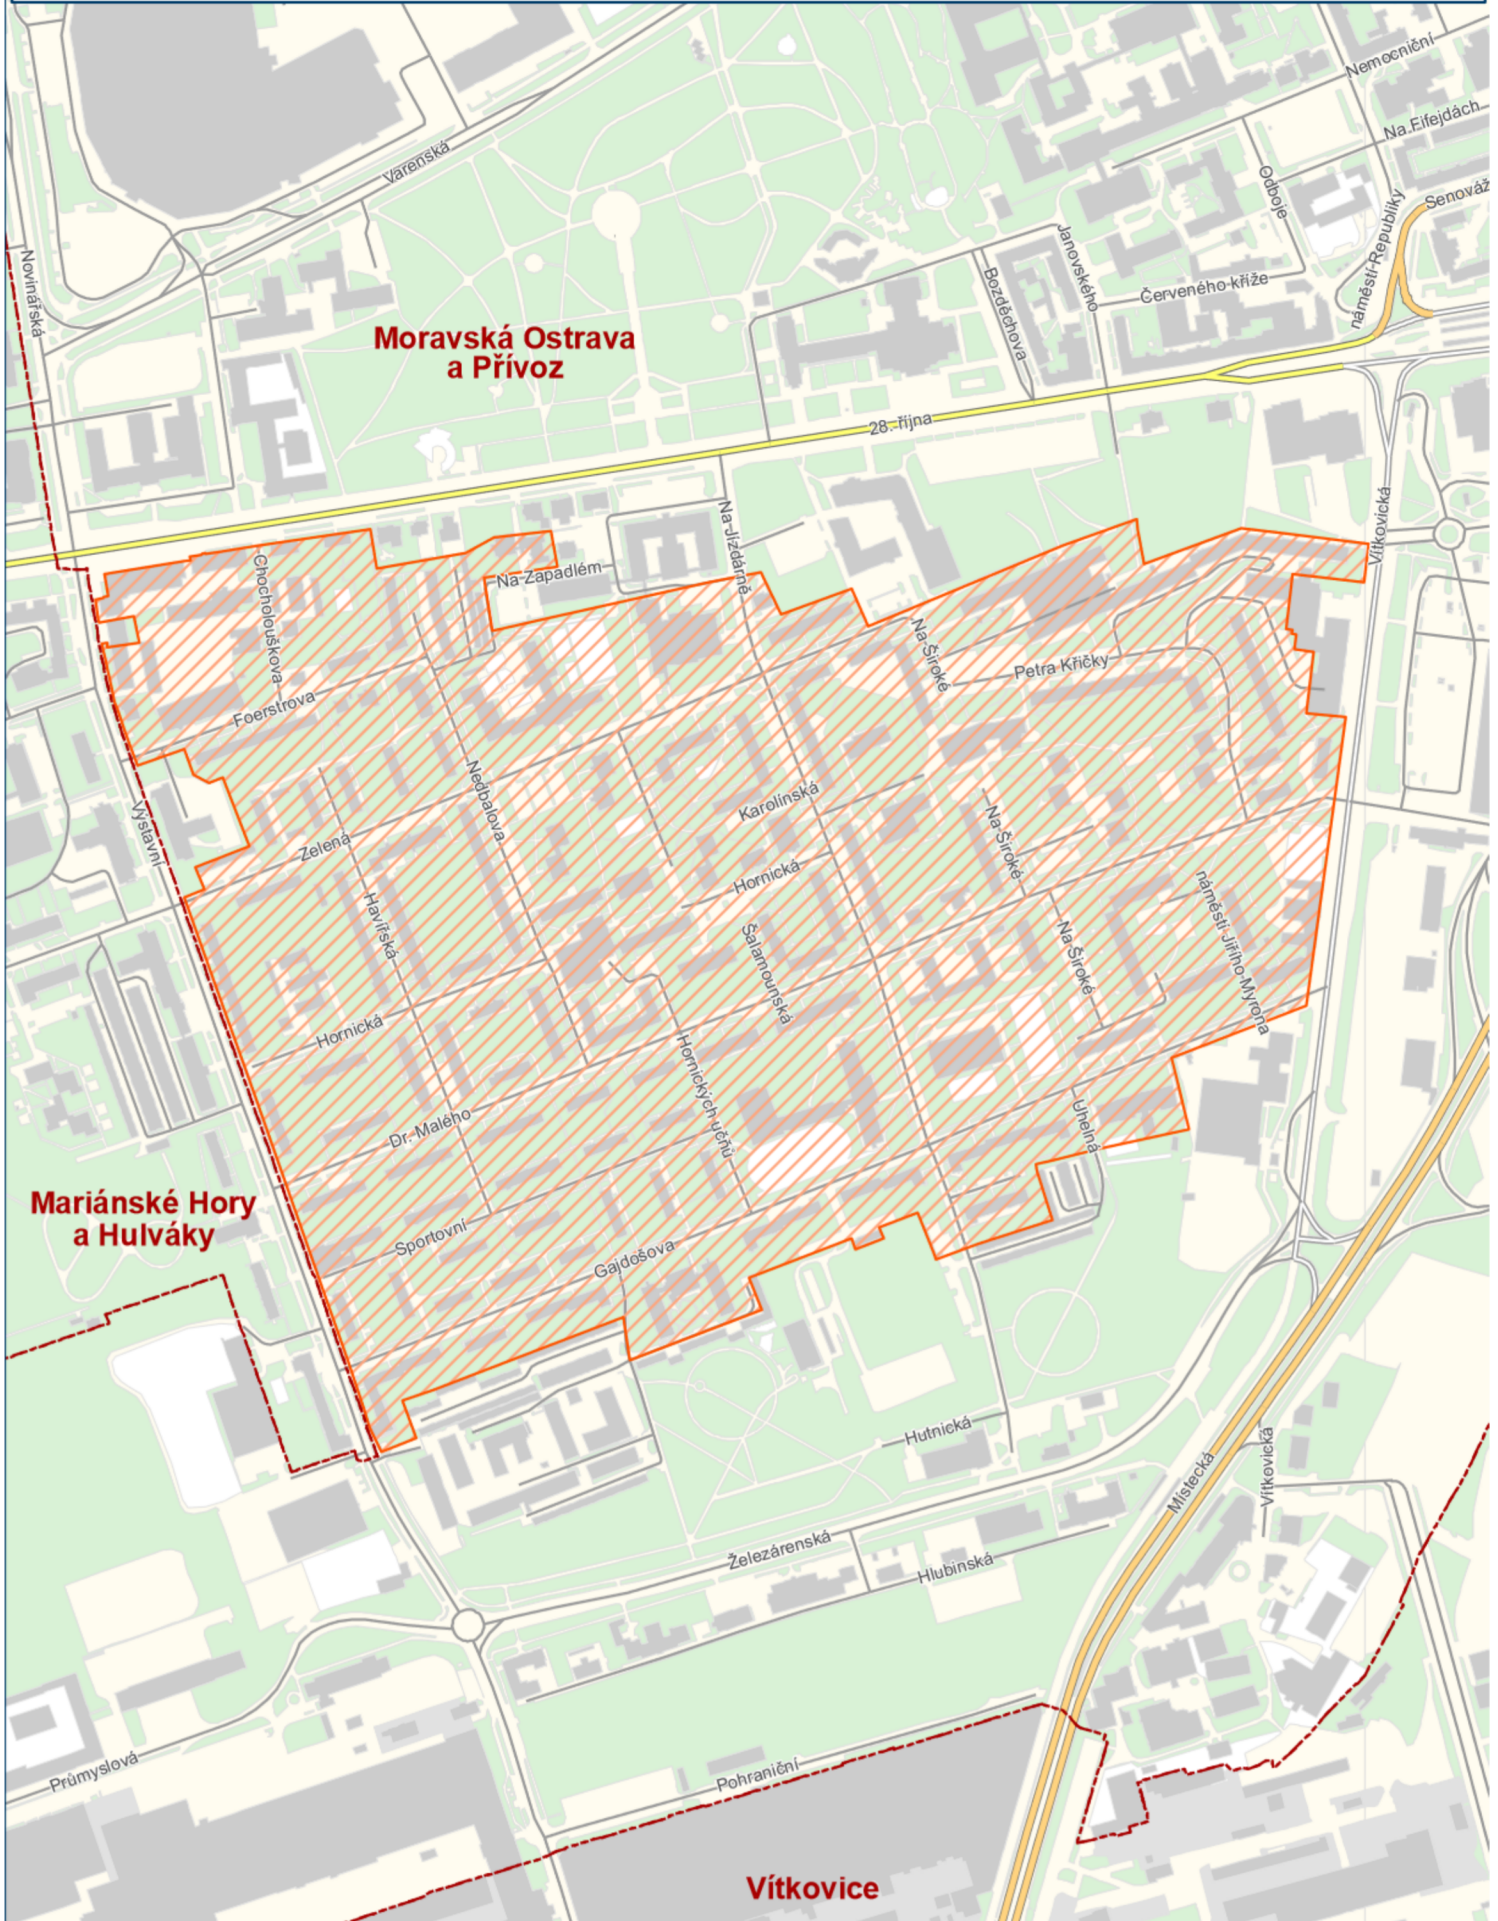 Nemocniční
Na Fifejdách
Varenská
Odboje
Senováž
náměstí Republiky
Novinářská
Janovského
Bozděchova
Červeného kříže
Moravská Ostrava
a Přívoz
28. října
Vítkovická
Na Jízdárně
Na Zapadlém
Chocholouškova
Na Široké
Petra Křičky
Foerstrova
Nedbalova
Karolínská
Výstavní
Zelená
Na Široké
Hornická
náměstí Jiřího Myrona
Havířská
Šalamounská
Na Široké
Hornická
Hornických učňů
Dr. Malého
Uhelná
Mariánské Hory
a Hulváky
Sportovní
Gajdošova
Hutnická
Místecká
Vítkovická
Železárenská
Hlubinská
Průmyslová
Pohraniční
Vítkovice